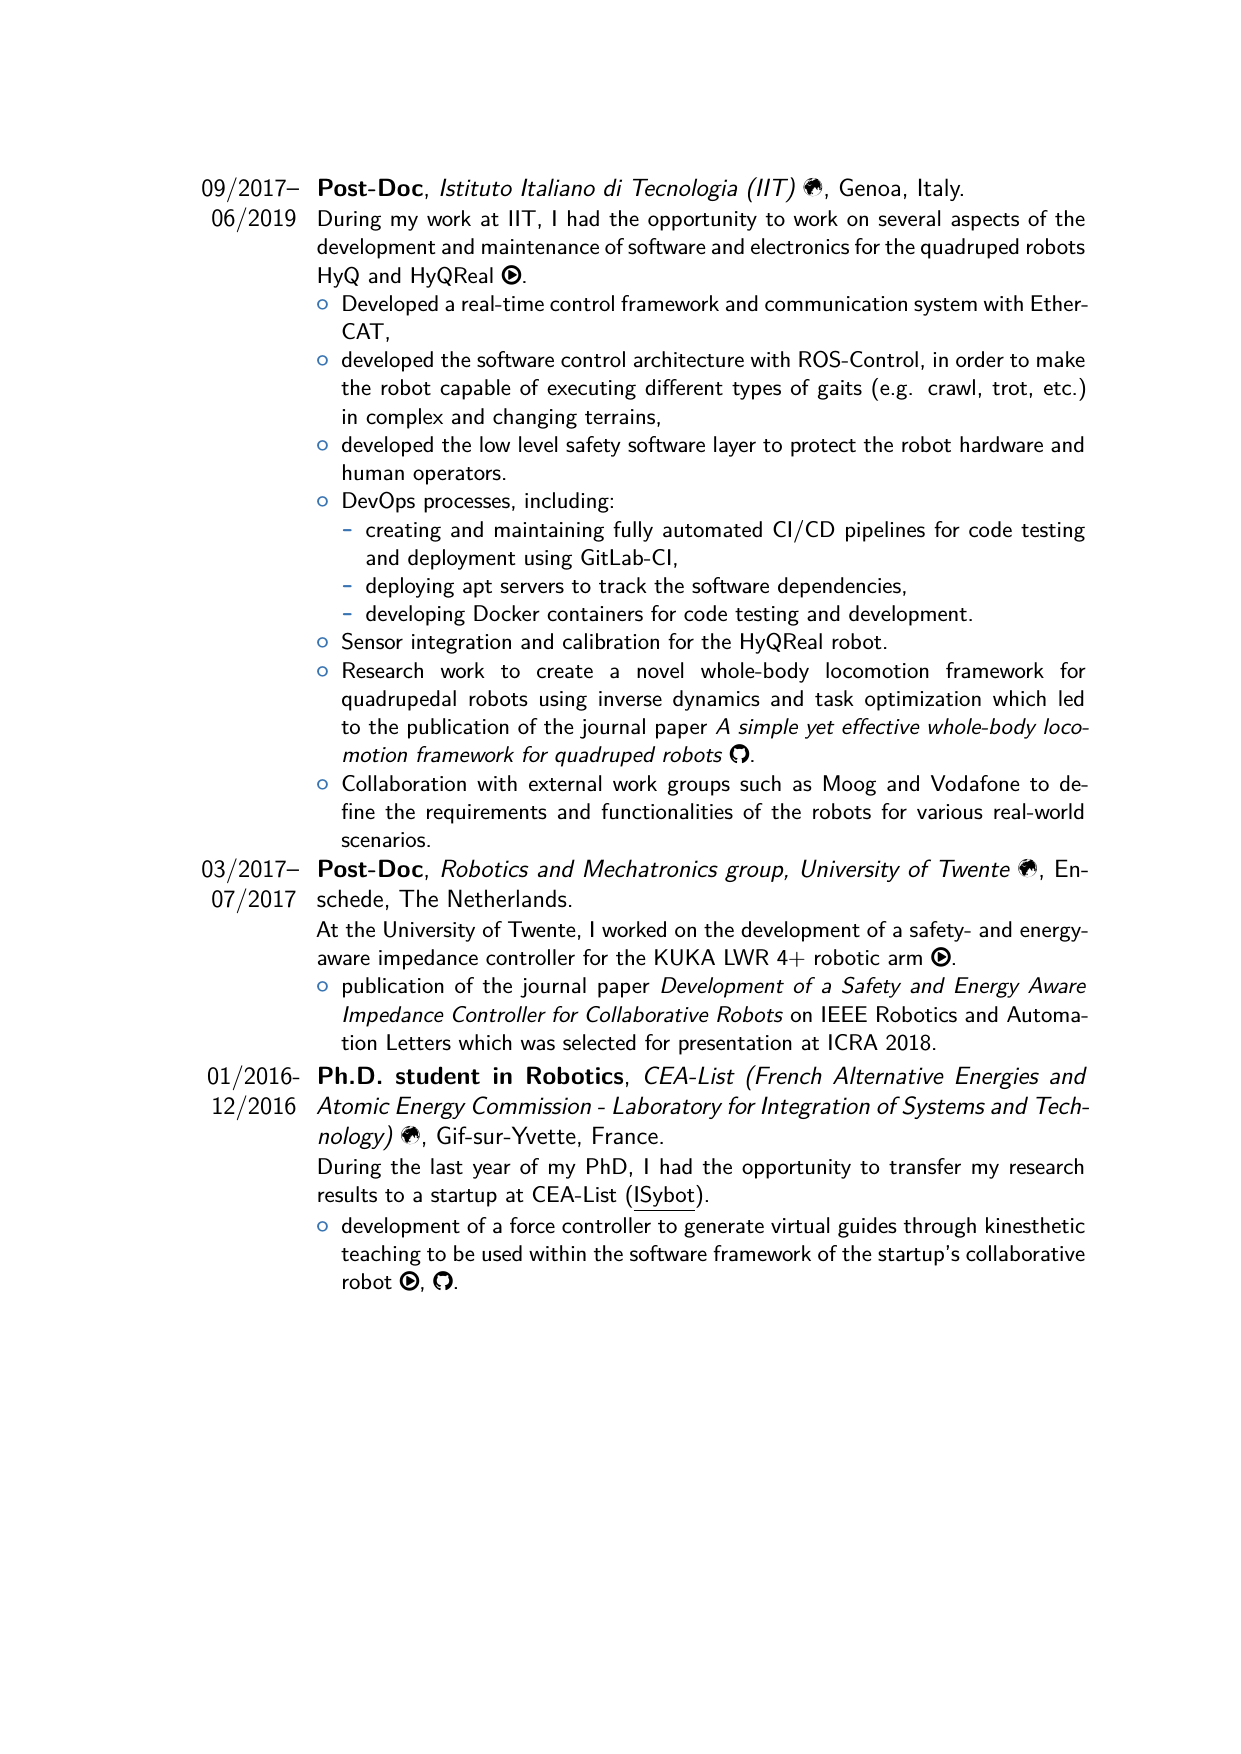 09/2017– Post-Doc, Istituto Italiano di Tecnologia (IIT) , Genoa, Italy.
06/2019 During my work at IIT, I had the opportunity to work on several aspects of the
development and maintenance of software and electronics for the quadruped robots
HyQ and HyQReal .
○ Developed a real-time control framework and communication system with Ether-
CAT,
○ developed the software control architecture with ROS-Control, in order to make
the robot capable of executing different types of gaits (e.g. crawl, trot, etc.)
in complex and changing terrains,
○ developed the low level safety software layer to protect the robot hardware and
human operators.
○ DevOps processes, including:
– creating and maintaining fully automated CI/CD pipelines for code testing
and deployment using GitLab-CI,
– deploying apt servers to track the software dependencies,
– developing Docker containers for code testing and development.
○ Sensor integration and calibration for the HyQReal robot.
○ Research work to create a novel whole-body locomotion framework for
quadrupedal robots using inverse dynamics and task optimization which led
to the publication of the journal paper A simple yet effective whole-body loco-
motion framework for quadruped robots .
○ Collaboration with external work groups such as Moog and Vodafone to de-
fine the requirements and functionalities of the robots for various real-world
scenarios.
03/2017– Post-Doc, Robotics and Mechatronics group, University of Twente , En-
07/2017 schede, The Netherlands.
At the University of Twente, I worked on the development of a safety- and energy-
aware impedance controller for the KUKA LWR 4+ robotic arm .
○ publication of the journal paper Development of a Safety and Energy Aware
Impedance Controller for Collaborative Robots on IEEE Robotics and Automa-
tion Letters which was selected for presentation at ICRA 2018.
01/2016- Ph.D. student in Robotics, CEA-List (French Alternative Energies and
12/2016 Atomic Energy Commission - Laboratory for Integration of Systems and Tech-
nology) , Gif-sur-Yvette, France.
During the last year of my PhD, I had the opportunity to transfer my research
results to a startup at CEA-List (ISybot).
○ development of a force controller to generate virtual guides through kinesthetic
teaching to be used within the software framework of the startup's collaborative
robot , .